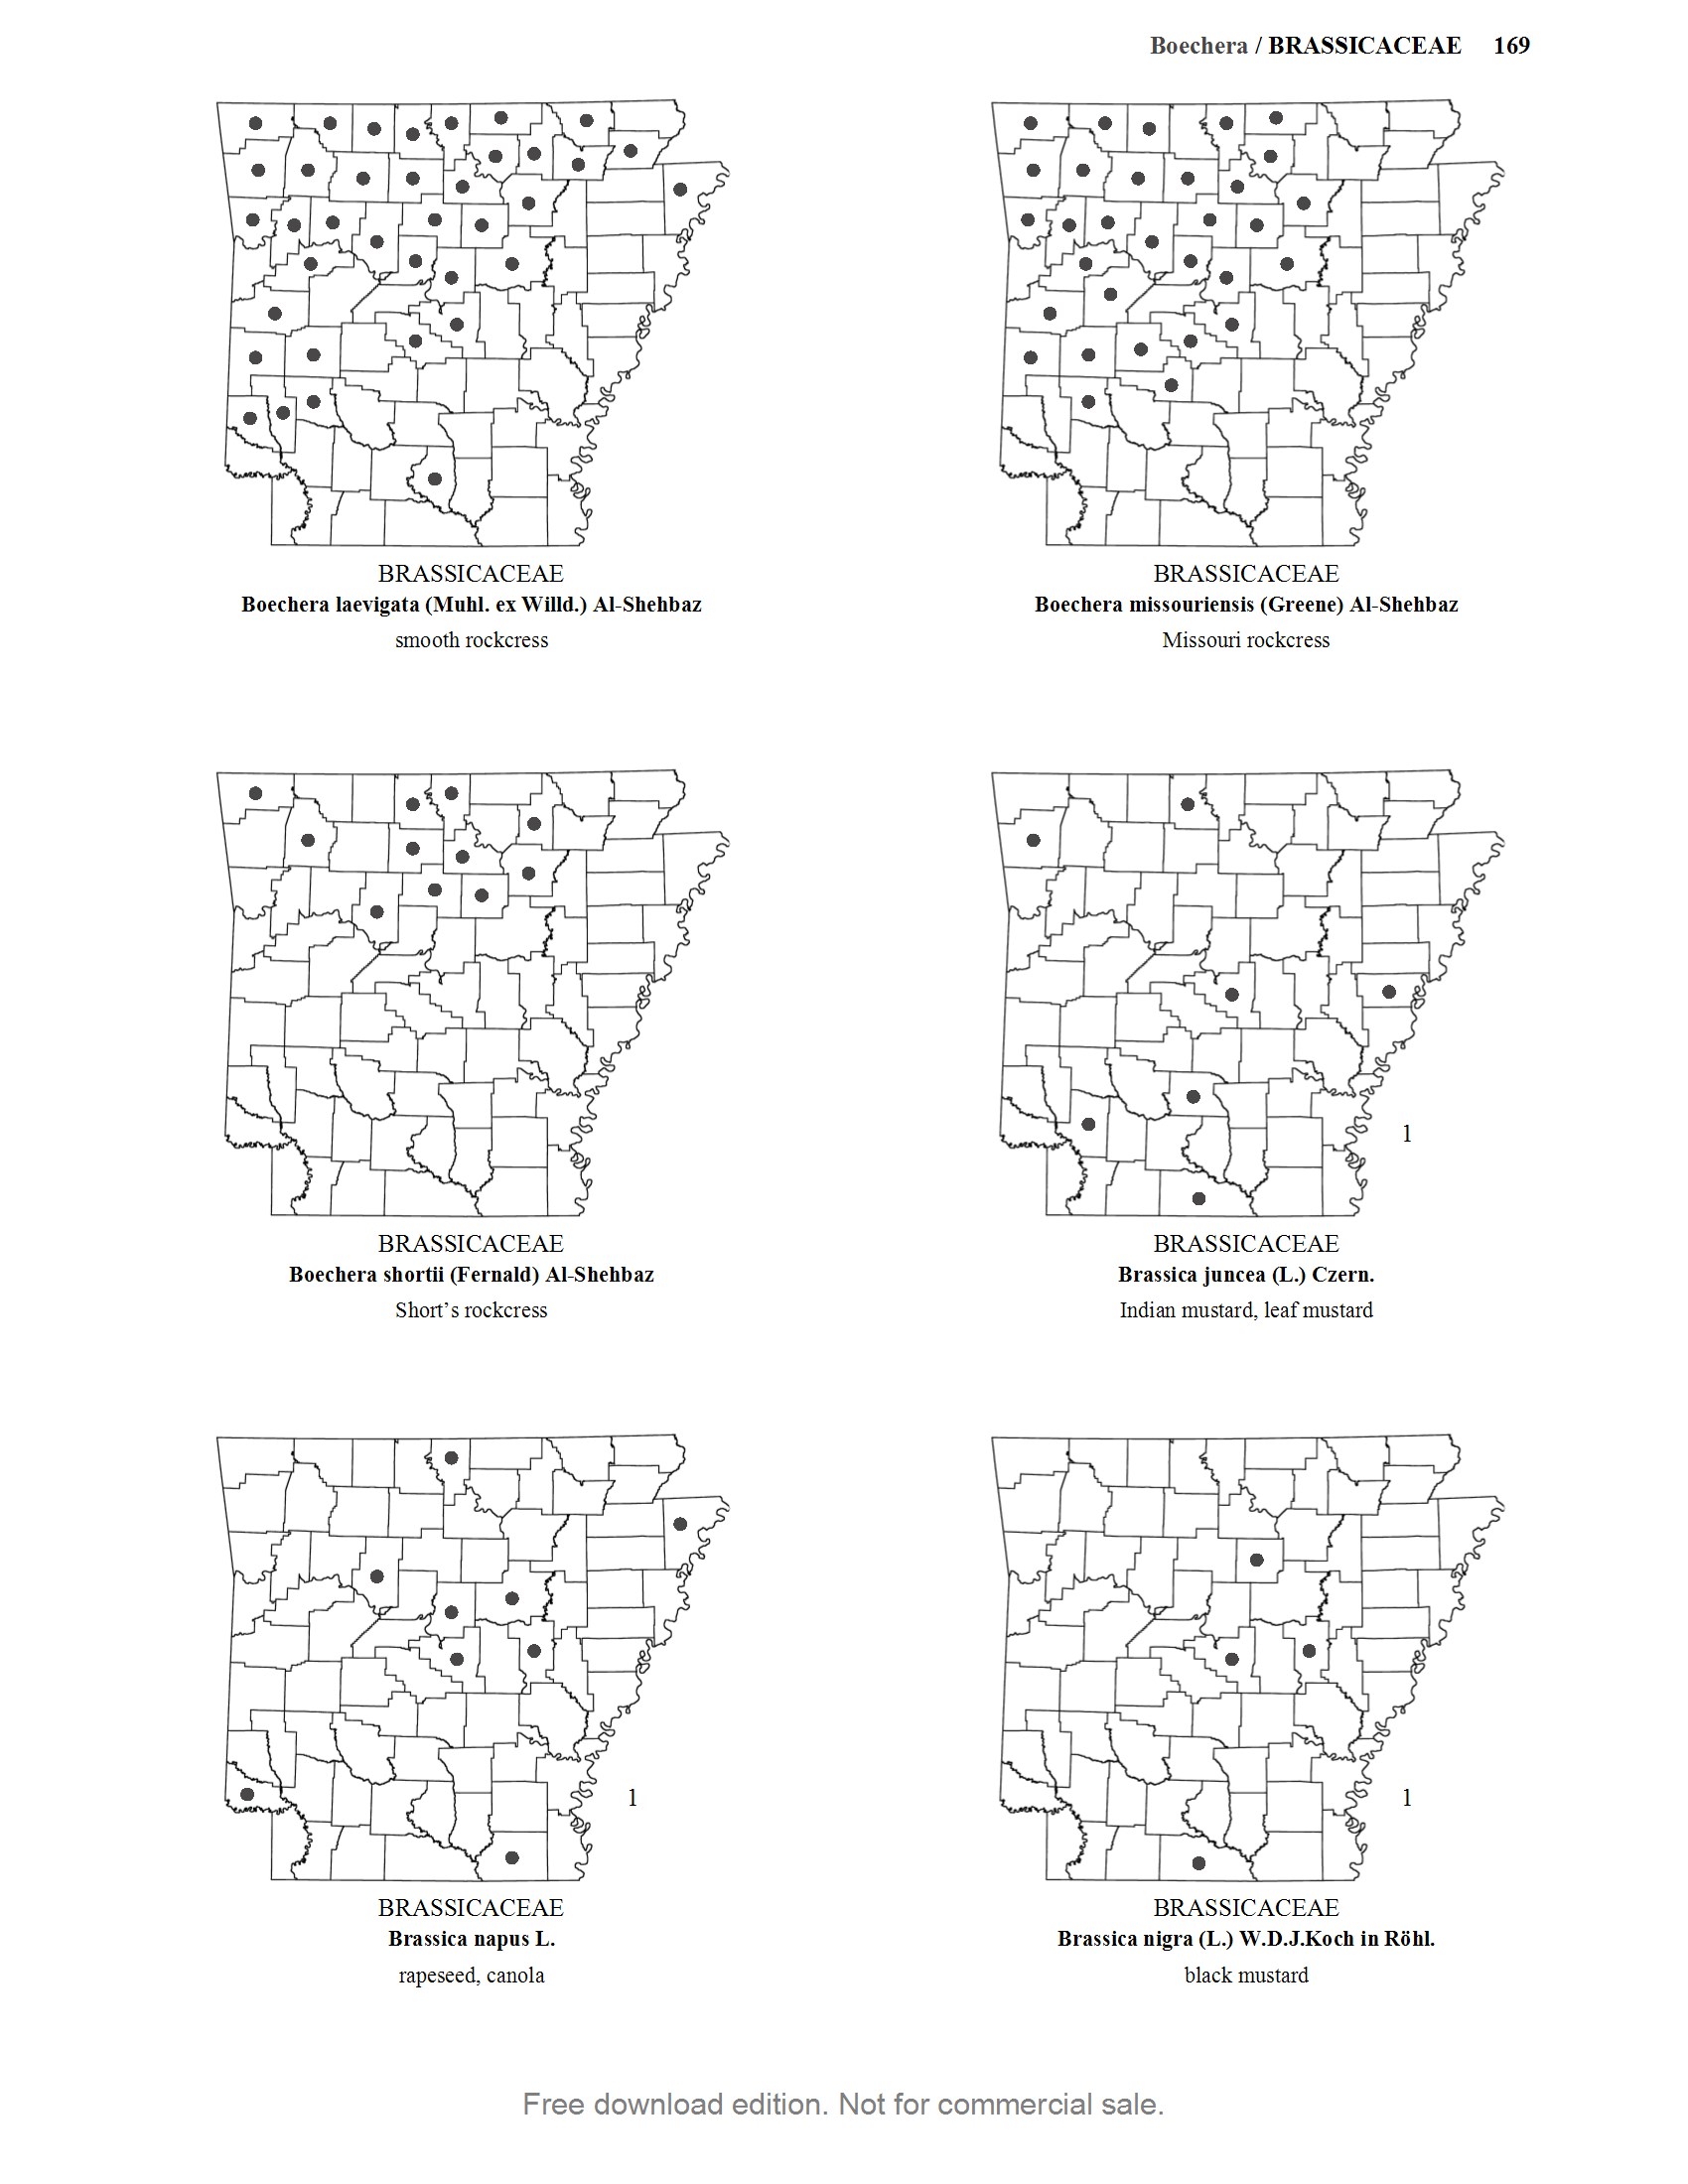 Boechera / BRASSICACEAE 169
BRASSICACEAE
Boechera laevigata (Muhl. ex Willd.) Al-Shehbaz
smooth rockcress
BRASSICACEAE
Boechera missouriensis (Greene) Al-Shehbaz
Missouri rockcress
BRASSICACEAE
Boechera shortii (Fernald) Al-Shehbaz
Short’s rockcress
1
BRASSICACEAE
Brassica juncea (L.) Czern.
Indian mustard, leaf mustard
1
BRASSICACEAE
Brassica napus L.
rapeseed, canola
1
BRASSICACEAE
Brassica nigra (L.) W.D.J.Koch in Röhl.
black mustard
Free download edition. Not for commercial sale.